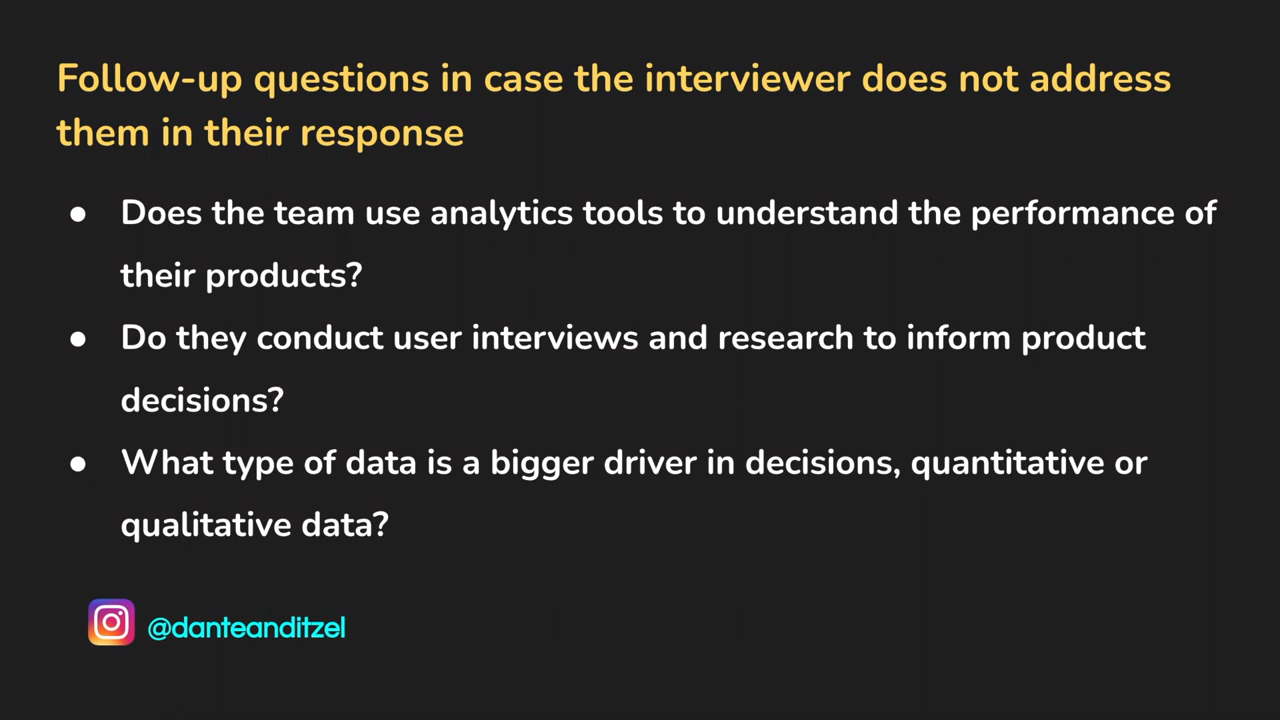 Follow-up questions in case the interviewer does not address
them in their response
● Does the team use analytics tools to understand the performance of
their products?
● Do they conduct user interviews and research to inform product
decisions?
● What type of data is a bigger driver in decisions, quantitative or
qualitative data?
@danteanditzel